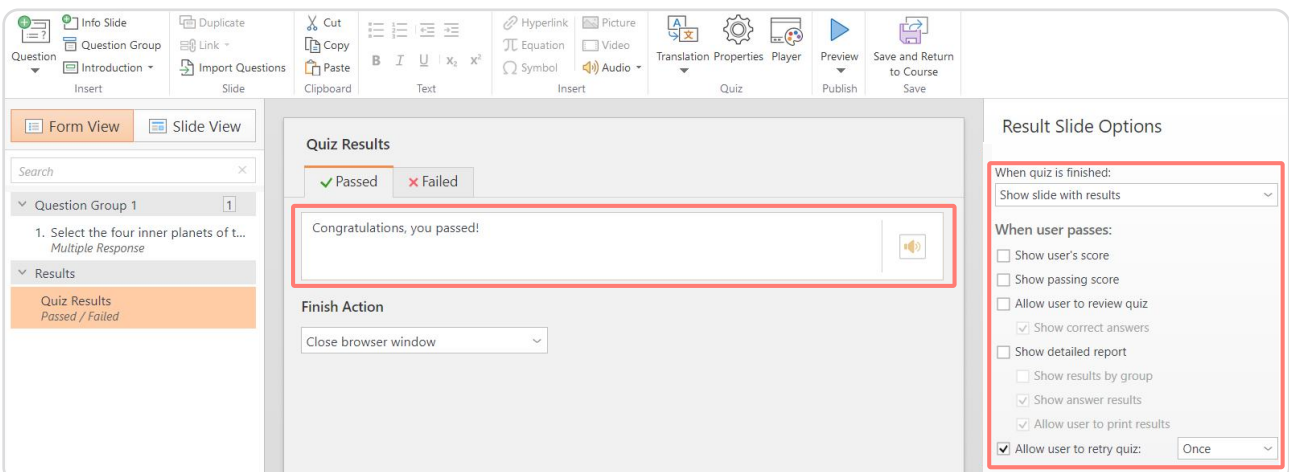 Question
Info Slide
Question Group
Introduction
Insert
Duplicate
Link
Import Questions
Slide
Cut
Copy
Paste
Clipboard
B I U X₂ X²
Text
Hyperlink
Equation
Symbol
Picture
Video
Audio
Insert
Translation
Properties
Player
Quiz
Preview
Publish
Save and Return
to Course
Save
Form View
Slide View
Search
Question Group 1
1
1. Select the four inner planets of t...
Multiple Response
Results
Quiz Results
Passed / Failed
Quiz Results
Passed
Failed
Congratulations, you passed!
Finish Action
Close browser window
Result Slide Options
When quiz is finished:
Show slide with results
When user passes:
Show user's score
Show passing score
Allow user to review quiz
Show correct answers
Show detailed report
Show results by group
Show answer results
Allow user to print results
Allow user to retry quiz:
Once